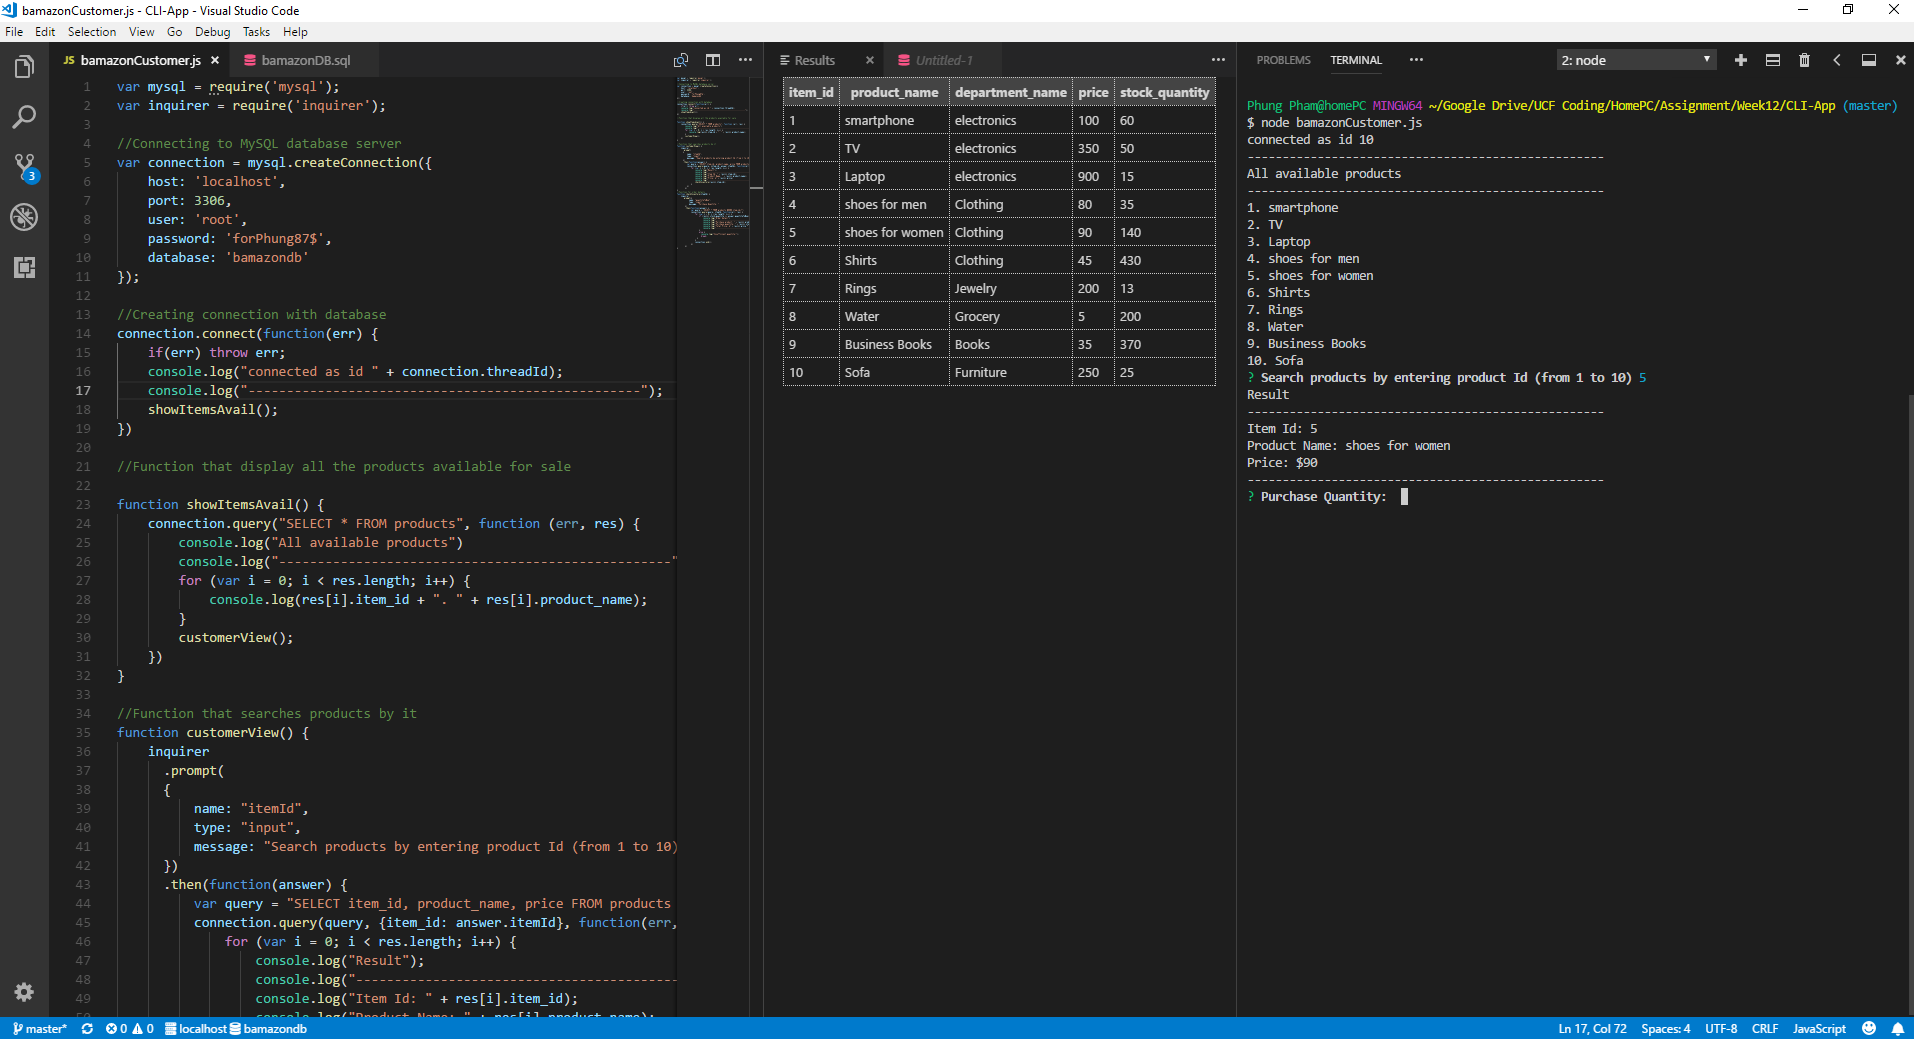 bamazonCustomer.js - CLI-App - Visual Studio Code
File Edit Selection View Go Debug Tasks Help
JS bamazonCustomer.js
bamazonDB.sql
1 var mysql = require('mysql');
2 var inquirer = require('inquirer');
3
4 //Connecting to MySQL database server
5 var connection = mysql.createConnection({
6 host: 'localhost',
7 port: 3306,
8 user: 'root',
9 password: 'forPhung87$',
10 database: 'bamazondb'
11 });
12
13 //Creating connection with database
14 connection.connect(function(err) {
15 if(err) throw err;
16 console.log("connected as id " + connection.threadId);
17 console.log("---------------------------------------------------");
18 showItemsAvail();
19 })
20
21 //Function that display all the products available for sale
22
23 function showItemsAvail() {
24 connection.query("SELECT * FROM products", function (err, res) {
25 console.log("All available products")
26 console.log("---------------------------------------------------"
27 for (var i = 0; i < res.length; i++) {
28 console.log(res[i].item_id + ". " + res[i].product_name);
29 }
30 customerView();
31 })
32 }
33
34 //Function that searches products by it
35 function customerView() {
36 inquirer
37 .prompt(
38 {
39 name: "itemId",
40 type: "input",
41 message: "Search products by entering product Id (from 1 to 10)
42 })
43 .then(function(answer) {
44 var query = "SELECT item_id, product_name, price FROM products
45 connection.query(query, {item_id: answer.itemId}, function(err,
46 for (var i = 0; i < res.length; i++) {
47 console.log("Result");
48 console.log("------------------------------------------
49 console.log("Item Id: " + res[i].item_id);
50 console.log("Product Name: " + res[i].product_name);
Results
Untitled-1
item_id product_name department_name price stock_quantity
1 smartphone electronics 100 60
2 TV electronics 350 50
3 Laptop electronics 900 15
4 shoes for men Clothing 80 35
5 shoes for women Clothing 90 140
6 Shirts Clothing 45 430
7 Rings Jewelry 200 13
8 Water Grocery 5 200
9 Business Books Books 35 370
10 Sofa Furniture 250 25
PROBLEMS TERMINAL
2: node
Phung Pham@homePC MINGW64 ~/Google Drive/UCF Coding/HomePC/Assignment/Week12/CLI-App (master)
$ node bamazonCustomer.js
connected as id 10
---------------------------------------------------
All available products
---------------------------------------------------
1. smartphone
2. TV
3. Laptop
4. shoes for men
5. shoes for women
6. Shirts
7. Rings
8. Water
9. Business Books
10. Sofa
? Search products by entering product Id (from 1 to 10) 5
Result
---------------------------------------------------
Item Id: 5
Product Name: shoes for women
Price: $90
---------------------------------------------------
? Purchase Quantity:
3
master* 0 0 localhost bamazondb
Ln 17, Col 72 Spaces: 4 UTF-8 CRLF JavaScript